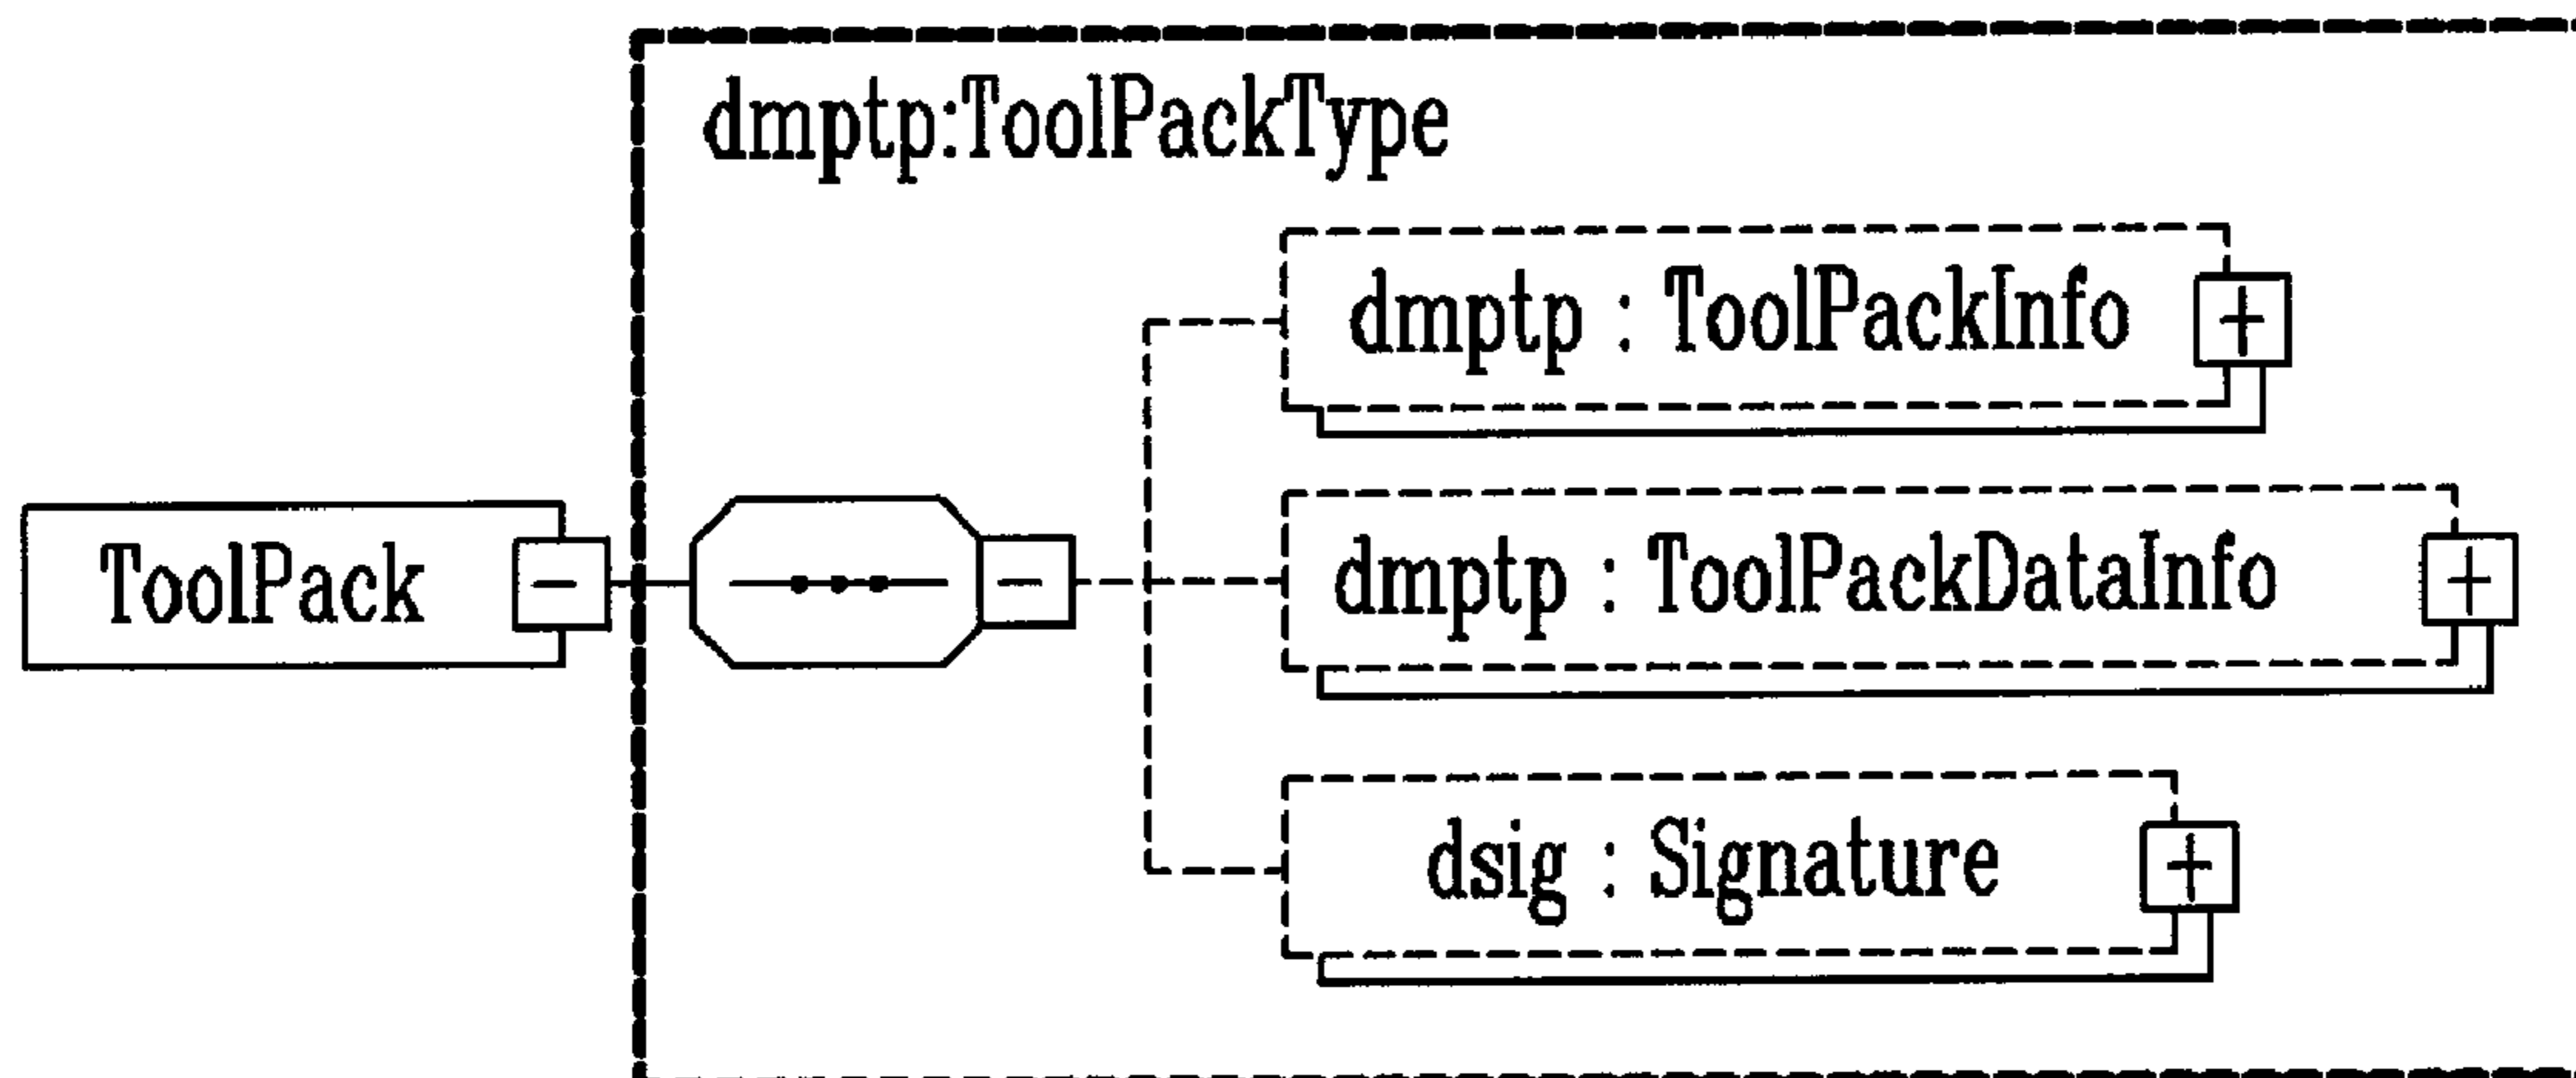 dmptp:ToolPackType
dmptp : ToolPackInfo
ToolPack
dmptp : ToolPackDataInfo
dsig : Signature